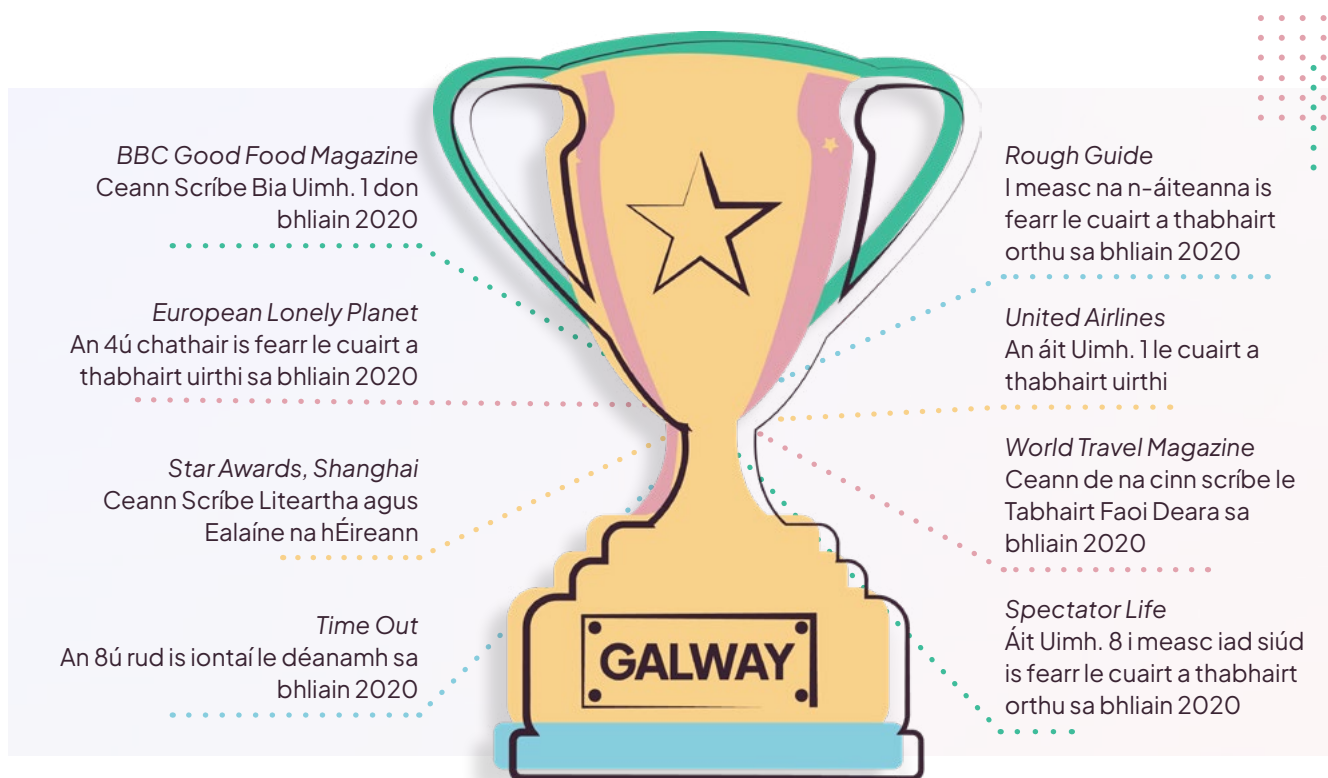 BBC Good Food Magazine
Ceann Scríbe Bia Uimh. 1 don
bhliain 2020
European Lonely Planet
An 4ú chathair is fearr le cuairt a
thabhairt uirthi sa bhliain 2020
Star Awards, Shanghai
Ceann Scríbe Liteartha agus
Ealaíne na hÉireann
Time Out
An 8ú rud is iontaí le déanamh sa
bhliain 2020
GALWAY
Rough Guide
I measc na n-áiteanna is
fearr le cuairt a thabhairt
orthu sa bhliain 2020
United Airlines
An áit Uimh. 1 le cuairt a
thabhairt uirthi
World Travel Magazine
Ceann de na cinn scríbe le
Tabhairt Faoi Deara sa
bhliain 2020
Spectator Life
Áit Uimh. 8 i measc iad siúd
is fearr le cuairt a thabhairt
orthu sa bhliain 2020